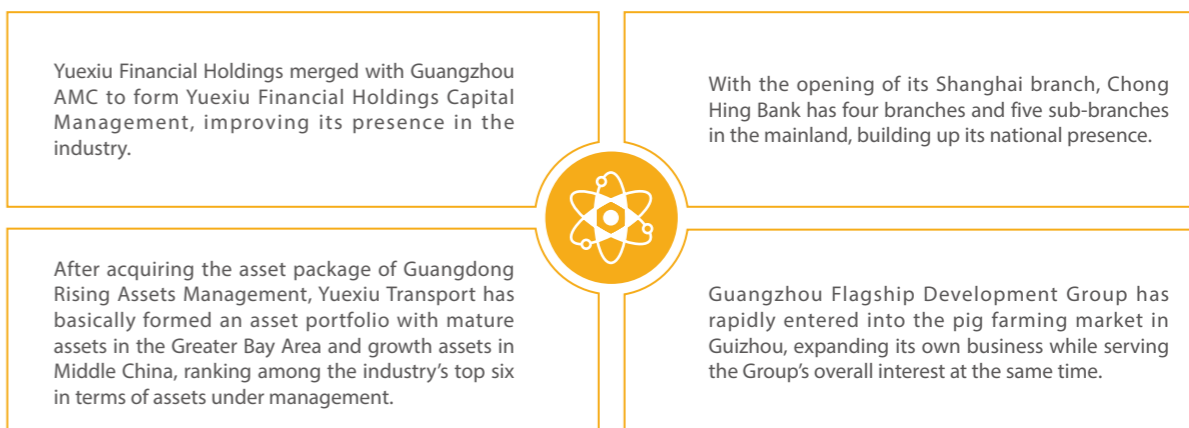 Yuexiu Financial Holdings merged with Guangzhou
AMC to form Yuexiu Financial Holdings Capital
Management, improving its presence in the
industry.
With the opening of its Shanghai branch, Chong
Hing Bank has four branches and five sub-branches
in the mainland, building up its national presence.
After acquiring the asset package of Guangdong
Rising Assets Management, Yuexiu Transport has
basically formed an asset portfolio with mature
assets in the Greater Bay Area and growth assets in
Middle China, ranking among the industry’s top six
in terms of assets under management.
Guangzhou Flagship Development Group has
rapidly entered into the pig farming market in
Guizhou, expanding its own business while serving
the Group’s overall interest at the same time.